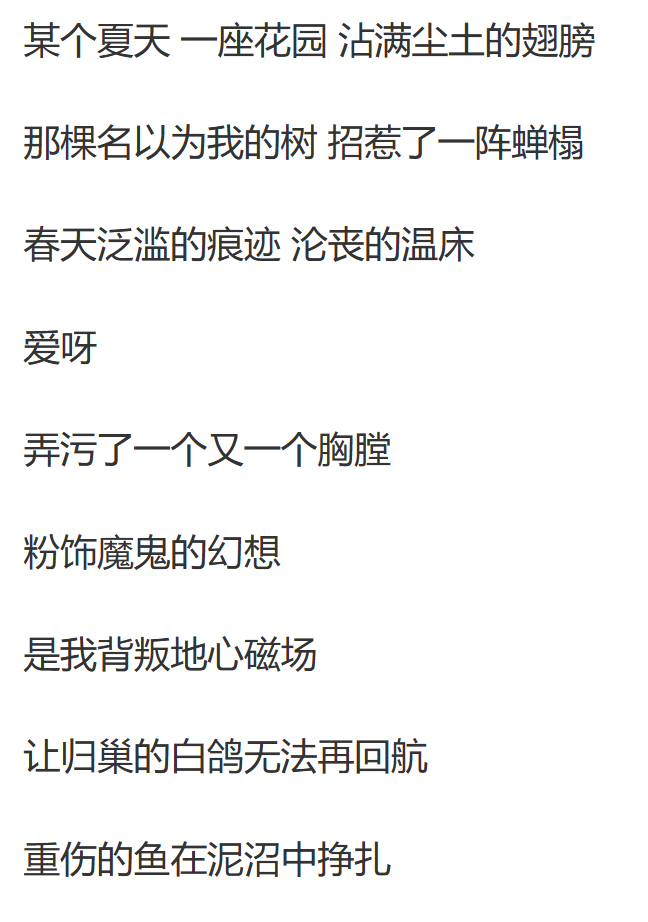 某个夏天 一座花园 沾满尘土的翅膀
那棵名以为我的树 招惹了一阵蝉榻
春天泛滥的痕迹 沦丧的温床
爱呀
弄污了一个又一个胸膛
粉饰魔鬼的幻想
是我背叛地心磁场
让归巢的白鸽无法再回航
重伤的鱼在泥沼中挣扎